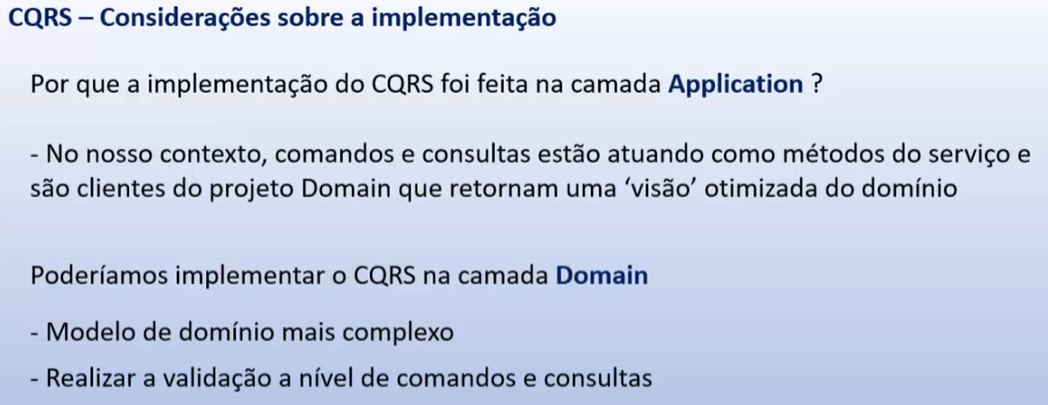 CQRS – Considerações sobre a implementação
Por que a implementação do CQRS foi feita na camada Application ?
- No nosso contexto, comandos e consultas estão atuando como métodos do serviço e
são clientes do projeto Domain que retornam uma ‘visão’ otimizada do domínio
Poderíamos implementar o CQRS na camada Domain
- Modelo de domínio mais complexo
- Realizar a validação a nível de comandos e consultas